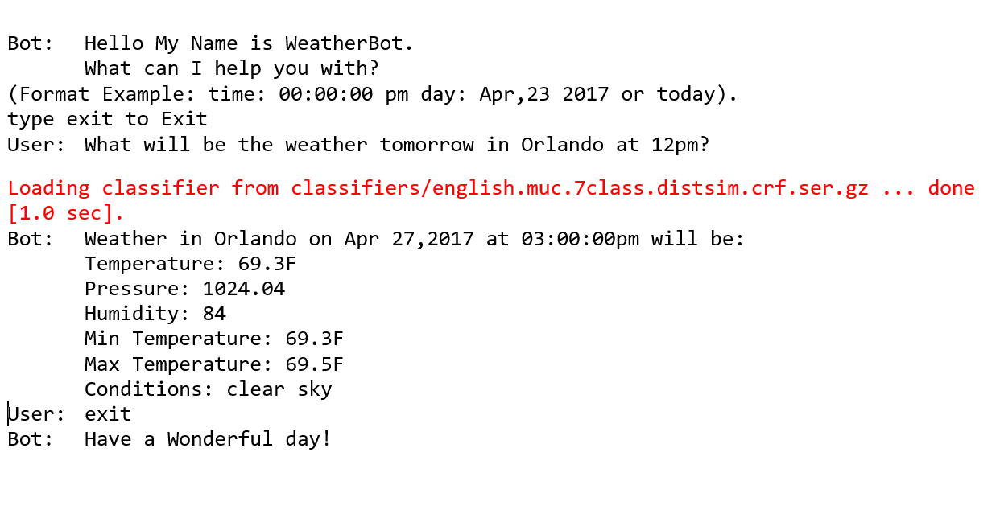 Bot: Hello My Name is WeatherBot.
What can I help you with?
(Format Example: time: 00:00:00 pm day: Apr,23 2017 or today).
type exit to Exit
User: What will be the weather tomorrow in Orlando at 12pm?
Loading classifier from classifiers/english.muc.7class.distsim.crf.ser.gz ... done
[1.0 sec].
Bot: Weather in Orlando on Apr 27,2017 at 03:00:00pm will be:
Temperature: 69.3F
Pressure: 1024.04
Humidity: 84
Min Temperature: 69.3F
Max Temperature: 69.5F
Conditions: clear sky
User: exit
Bot: Have a Wonderful day!